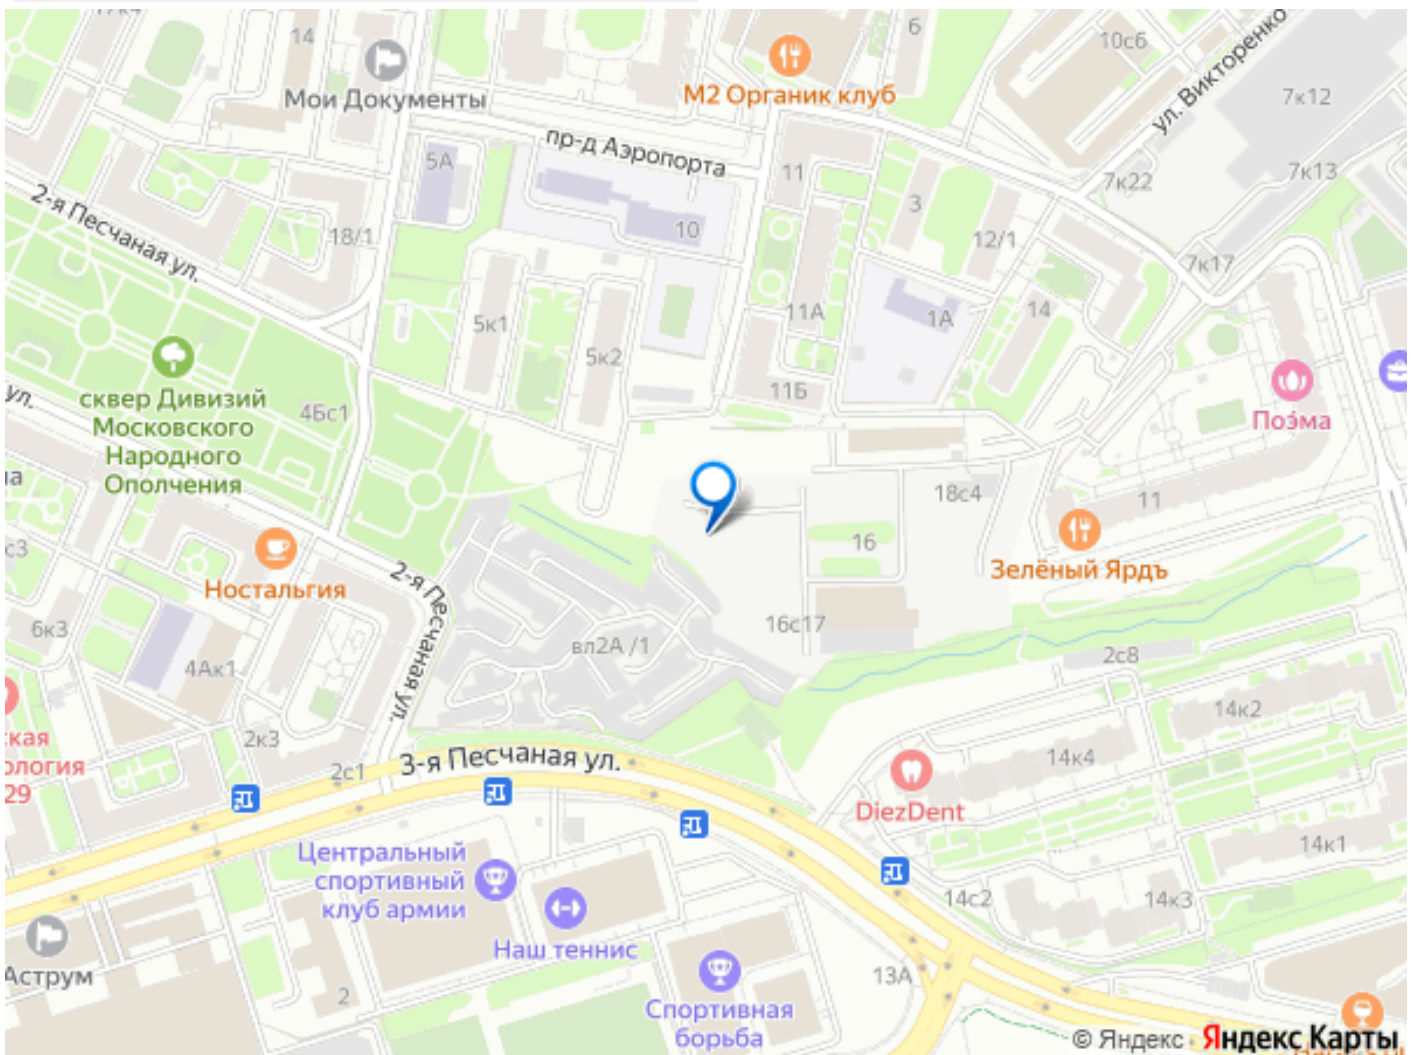 17к4
14
6
10с6
ул. Викторенко
7к12
Мои Документы
М2 Органик клуб
пр-д Аэропорта
5А
11
7к22
7к13
2-я Песчаная ул.
18/1
10
3
12/1
7к17
5к1
11А
1А
14
5к2
11Б
сквер Дивизий
Московского
Народного
Ополчения
4Бс1
ул.
Поэма
18с4
11
16
Ностальгия
2-я Песчаная ул.
Зелёный Ярдъ
6к3
4Ак1
вл2А /1
16с17
2с8
2к3
2с1
3-я Песчаная ул.
14к2
14к4
29
DiezDent
14к1
Центральный
спортивный
клуб армии
14с2
14к3
Наш теннис
Аструм
2
13А
Спортивная
борьба
© Яндекс Яндекс Карты